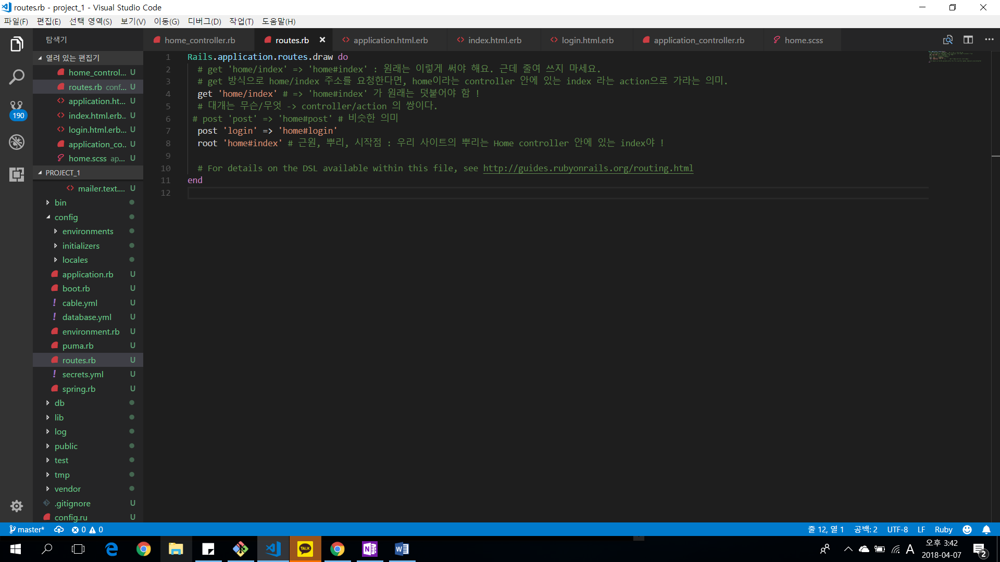 routes.rb - project_1 - Visual Studio Code
파일(F) 편집(E) 선택 영역(S) 보기(V) 이동(G) 디버그(D) 작업(T) 도움말(H)
탐색기
home_controller.rb routes.rb application.html.erb index.html.erb login.html.erb application_controller.rb home.scss
열려 있는 편집기
home_control... U
routes.rb conf... U
application.ht... U
index.html.erb... U
login.html.erb... U
application_co... U
home.scss ap... U
190
PROJECT_1
mailer.text.... U
bin
config
environments
initializers
locales
application.rb U
boot.rb U
! cable.yml U
! database.yml U
environment.rb U
puma.rb U
routes.rb U
! secrets.yml U
spring.rb U
db
lib
log
public
test
tmp
vendor
.gitignore U
config.ru U
1 Rails.application.routes.draw do
2 # get 'home/index' => 'home#index' : 원래는 이렇게 써야 해요. 근데 줄여 쓰지 마세요.
3 # get 방식으로 home/index 주소를 요청한다면, home이라는 controller 안에 있는 index 라는 action으로 가라는 의미.
4 get 'home/index' # => 'home#index' 가 원래는 덧붙어야 함 !
5 # 대개는 무슨/무엇 -> controller/action 의 쌍이다.
6 # post 'post' => 'home#post' # 비슷한 의미
7 post 'login' => 'home#login'
8 root 'home#index' # 근원, 뿌리, 시작점 : 우리 사이트의 뿌리는 Home controller 안에 있는 index야 !
9
10 # For details on the DSL available within this file, see http://guides.rubyonrails.org/routing.html
11 end
12
master* 0 0 줄 12, 열 1 공백: 2 UTF-8 LF Ruby
TALK A 오후 3:42
2018-04-07 2